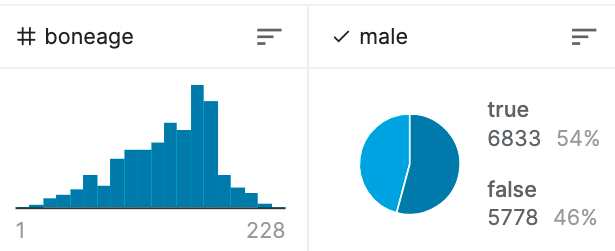 # boneage
male
true
6833 54%
false
5778 46%
1 228